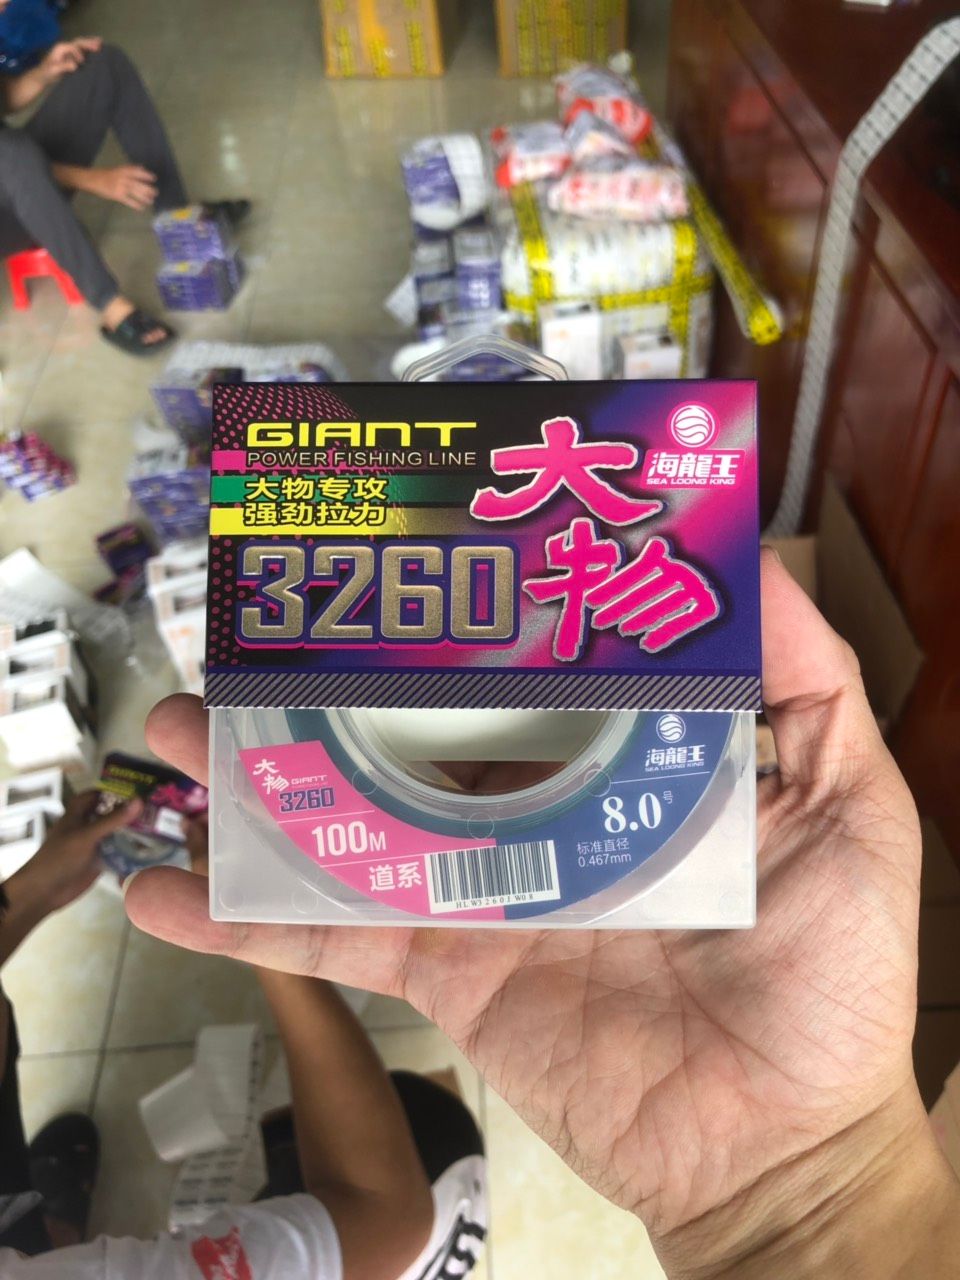 GIANT
POWER FISHING LINE
大物专攻
强劲拉力
3260
大物
海龍王
SEA LOONG KING
大物 GIANT
3260
100M
道系
HLW3260JW08
海龍王
SEA LOONG KING
8.0号
标准直径
0.467mm